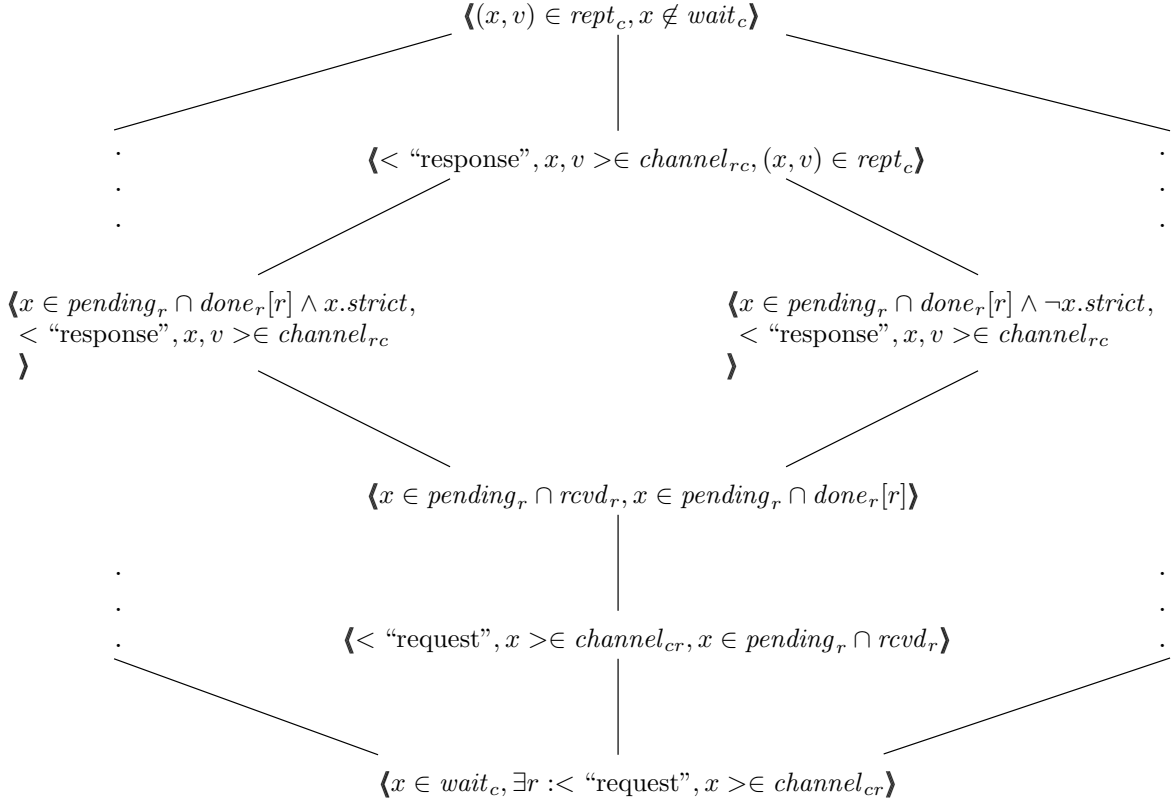 ⟪(x, v) ∈ rept_c, x ∉ wait_c⟫
. .
⟪< “response”, x, v >∈ channel_rc, (x, v) ∈ rept_c⟫
. .
. .
⟪x ∈ pending_r ∩ done_r[r] ∧ x.strict, ⟪x ∈ pending_r ∩ done_r[r] ∧ ¬x.strict,
< “response”, x, v >∈ channel_rc < “response”, x, v >∈ channel_rc
⟫ ⟫
⟪x ∈ pending_r ∩ rcvd_r, x ∈ pending_r ∩ done_r[r]⟫
. .
. .
⟪< “request”, x >∈ channel_cr, x ∈ pending_r ∩ rcvd_r⟫
. .
⟪x ∈ wait_c, ∃r :< “request”, x >∈ channel_cr⟫